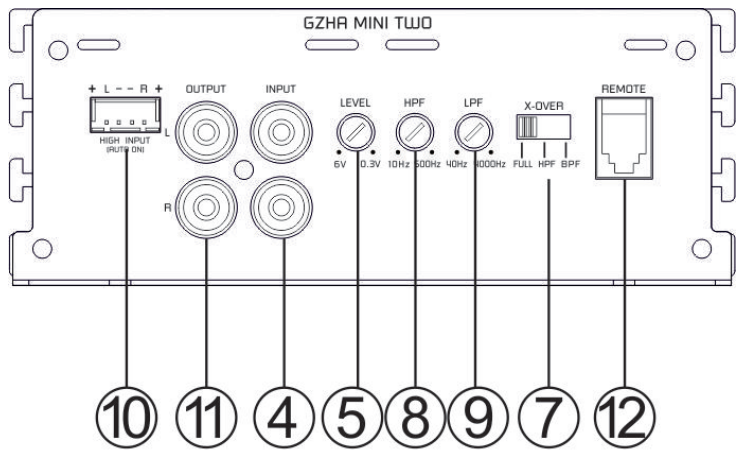 GZHA MINI TWO
+ L - - R +
OUTPUT
INPUT
LEVEL
HPF
LPF
X-OVER
REMOTE
L
HIGH INPUT
(AUTO ON)
6V
0.3V
10Hz
500Hz
40Hz
4000Hz
FULL
HPF
BPF
R
10
11
4
5
8
9
7
12